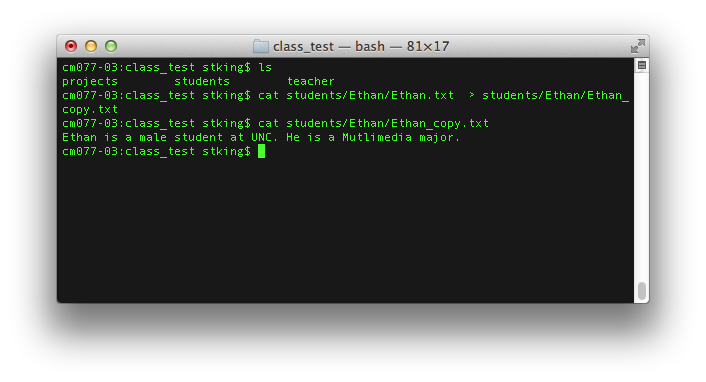 class_test — bash — 81×17
cm077-03:class_test stking$ ls
projects        students        teacher
cm077-03:class_test stking$ cat students/Ethan/Ethan.txt  > students/Ethan/Ethan_
copy.txt
cm077-03:class_test stking$ cat students/Ethan/Ethan_copy.txt
Ethan is a male student at UNC. He is a Mutlimedia major.
cm077-03:class_test stking$